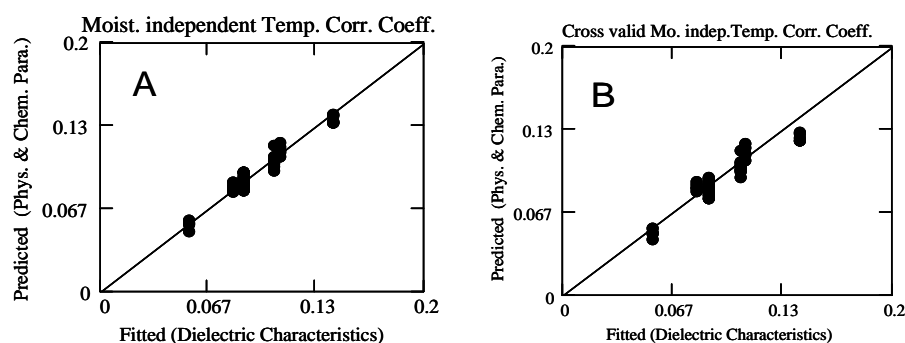 Moist. independent Temp. Corr. Coeff.
0.2
A
0.13
0.067
0
Predicted (Phys. & Chem. Para.)
0 0.067 0.13 0.2
Fitted (Dielectric Characteristics)
Cross valid Mo. indep.Temp. Corr. Coeff.
0.2
B
0.13
0.067
0
Predicted (Phys. & Chem. Para.)
0 0.067 0.13 0.2
Fitted (Dielectric Characteristics)